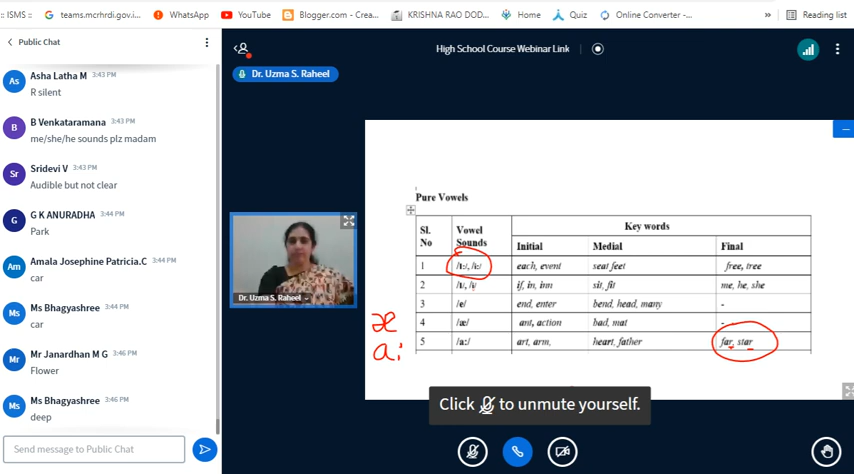 :: ISMS ::
tsms.mcrhrdi.gov.i...
WhatsApp
YouTube
Blogger.com - Crea...
KRISHNA RAO DOD...
Home
Quiz
Online Converter -...
»
Reading list
Public Chat
As
Asha Latha M 3:43 PM
R silent
B
B Venkataramana 3:43 PM
me/she/he sounds plz madam
Sr
Sridevi V 3:43 PM
Audible but not clear
G
G K ANURADHA 3:44 PM
Park
Am
Amala Josephine Patricia.C 3:44 PM
car
Ms
Ms Bhagyashree 3:44 PM
car
Mr
Mr Janardhan M G 3:46 PM
Flower
Ms
Ms Bhagyashree 3:46 PM
deep
Send message to Public Chat
High School Course Webinar Link
Dr. Uzma S. Raheel
Dr. Uzma S. Raheel
Pure Vowels
Sl. No Vowel Sounds Key words
Initial Medial Final
1 each, event seat feet free, tree
2 if, in, inn sit, fit me, he, she
3 /e/ end, enter bend, head, many -
4 /æ/ ant, action bad, mat -
5 /a:/ art, arm, heart, father far, star
æ
a:
Click to unmute yourself.